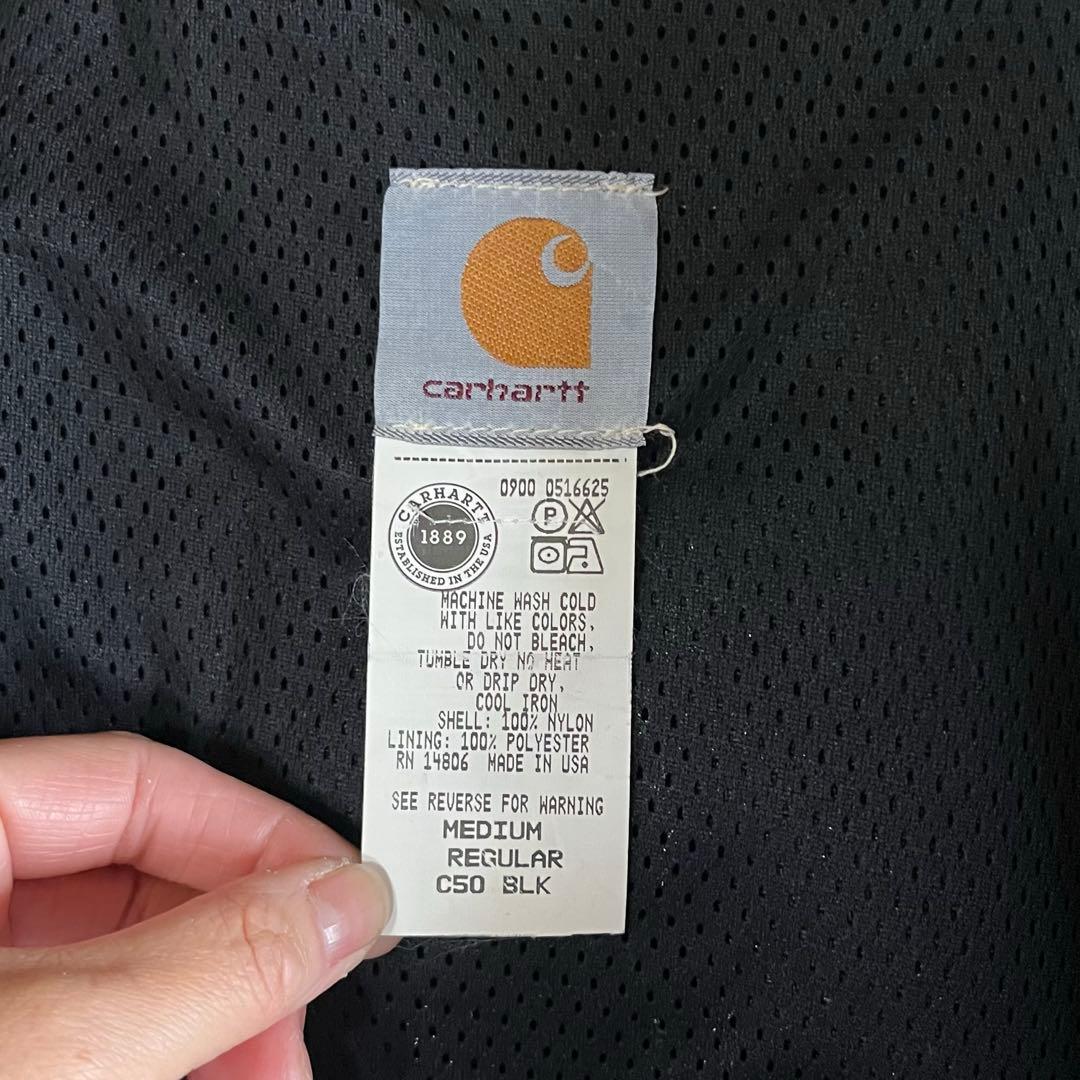 carhartt
0900 0516625
CARHARTT
1889
ESTABLISHED IN THE USA
P
MACHINE WASH COLD
WITH LIKE COLORS,
DO NOT BLEACH,
TUMBLE DRY NO HEAT
OR DRIP DRY,
COOL IRON
SHELL: 100% NYLON
LINING: 100% POLYESTER
RN 14806 MADE IN USA
SEE REVERSE FOR WARNING
MEDIUM
REGULAR
C50 BLK